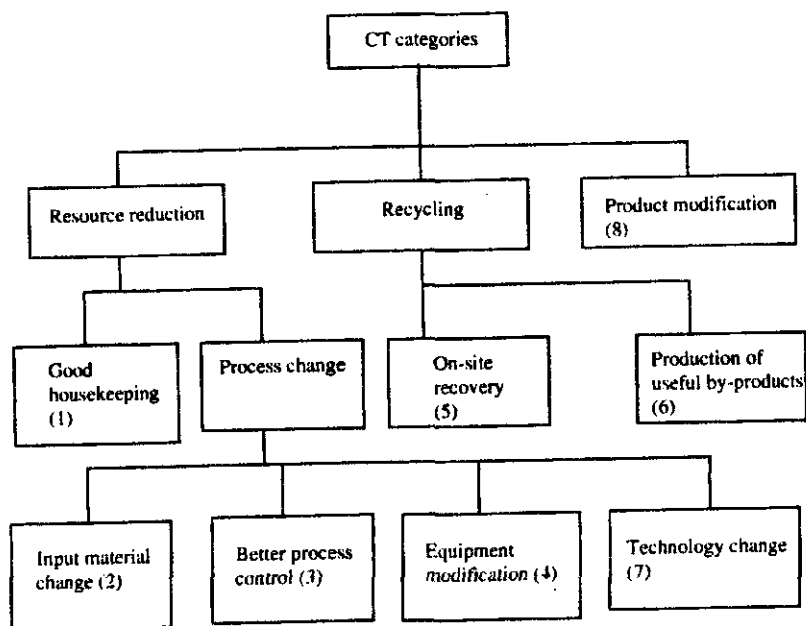 CT categories
Resource reduction
Recycling
Product modification
(8)
Good
housekeeping
(1)
Process change
On-site
recovery
(5)
Production of
useful by-products
(6)
Input material
change (2)
Better process
control (3)
Equipment
modification (4)
Technology change
(7)